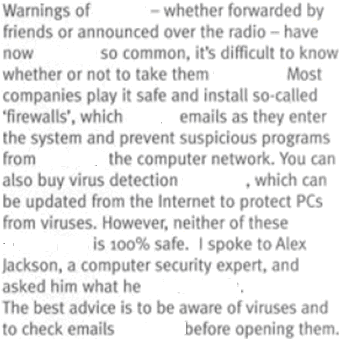 Warnings of – whether forwarded by
friends or announced over the radio – have
now so common, it's difficult to know
whether or not to take them Most
companies play it safe and install so-called
'firewalls', which emails as they enter
the system and prevent suspicious programs
from the computer network. You can
also buy virus detection , which can
be updated from the Internet to protect PCs
from viruses. However, neither of these
is 100% safe. I spoke to Alex
Jackson, a computer security expert, and
asked him what he .
The best advice is to be aware of viruses and
to check emails before opening them.